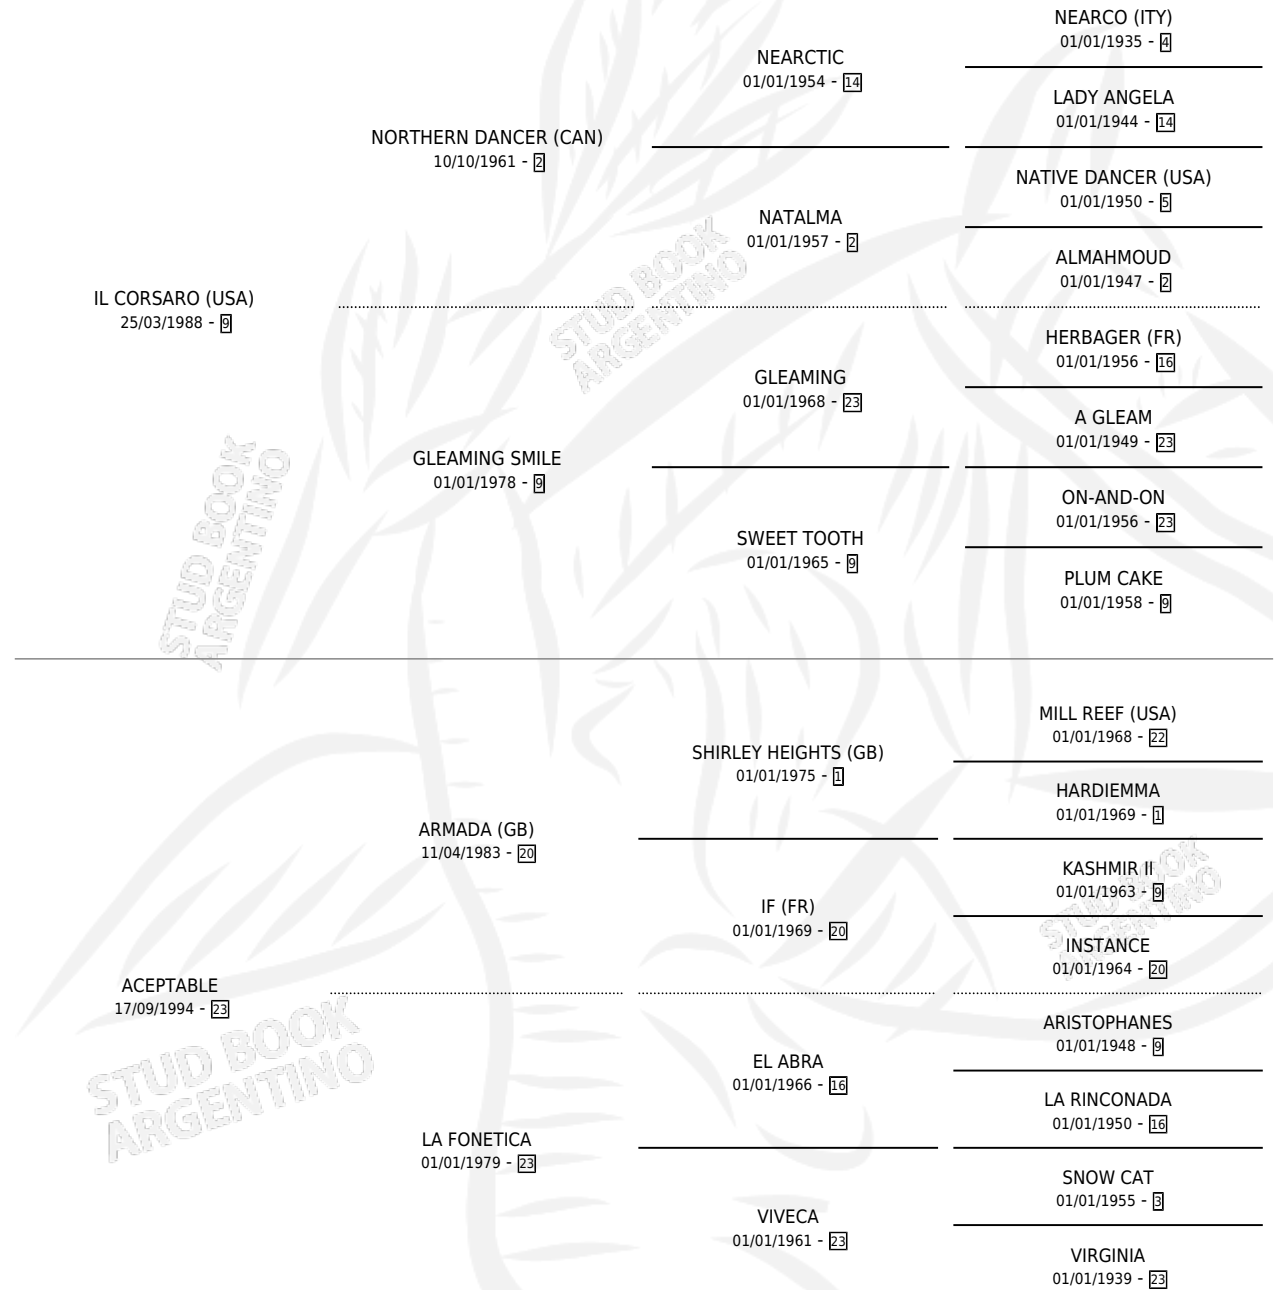 IL CORSARO (USA)
25/03/1988 - 9
NORTHERN DANCER (CAN)
10/10/1961 - 2
GLEAMING SMILE
01/01/1978 - 9
NEARCTIC
01/01/1954 - 14
NATALMA
01/01/1957 - 2
GLEAMING
01/01/1968 - 23
SWEET TOOTH
01/01/1965 - 9
NEARCO (ITY)
01/01/1935 - 4
LADY ANGELA
01/01/1944 - 14
NATIVE DANCER (USA)
01/01/1950 - 5
ALMAHMOUD
01/01/1947 - 2
HERBAGER (FR)
01/01/1956 - 16
A GLEAM
01/01/1949 - 23
ON-AND-ON
01/01/1956 - 23
PLUM CAKE
01/01/1958 - 9
ACEPTABLE
17/09/1994 - 23
ARMADA (GB)
11/04/1983 - 20
LA FONETICA
01/01/1979 - 23
SHIRLEY HEIGHTS (GB)
01/01/1975 - 1
IF (FR)
01/01/1969 - 20
EL ABRA
01/01/1966 - 16
VIVECA
01/01/1961 - 23
MILL REEF (USA)
01/01/1968 - 22
HARDIEMMA
01/01/1969 - 1
KASHMIR II
01/01/1963 - 9
INSTANCE
01/01/1964 - 20
ARISTOPHANES
01/01/1948 - 9
LA RINCONADA
01/01/1950 - 16
SNOW CAT
01/01/1955 - 3
VIRGINIA
01/01/1939 - 23
STUD BOOK
ARGENTINO
STUD BOOK
ARGENTINO
STUD BOOK
ARGENTINO
STUD BOOK
ARGENTINO